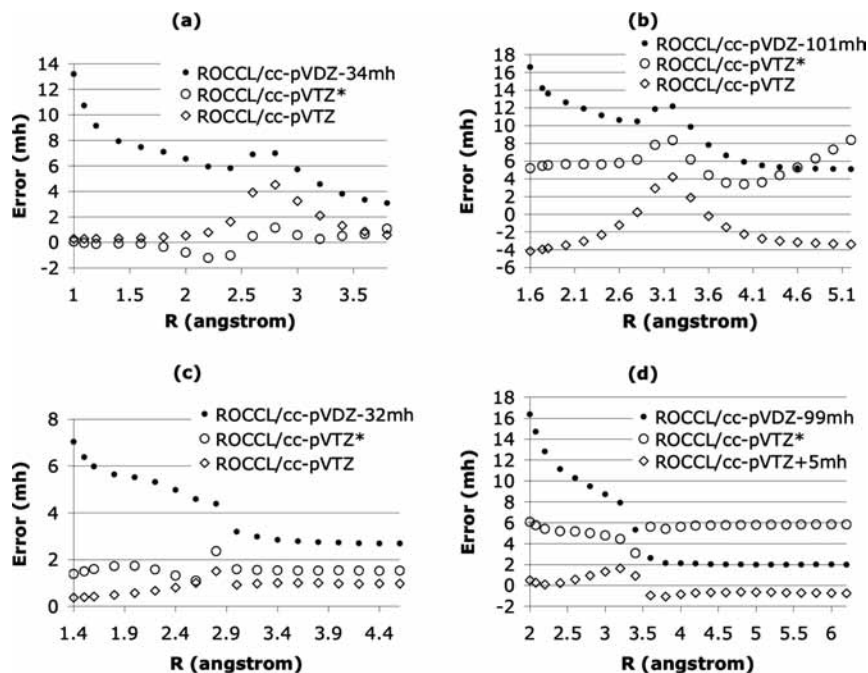 (a)
14
12
10
8
6
4
2
0
-2
Error (mh)
ROCCL/cc-pVDZ-34mh
ROCCL/cc-pVTZ*
ROCCL/cc-pVTZ
1 1.5 2 2.5 3 3.5
R (angstrom)
(b)
18
16
14
12
10
8
6
4
2
0
-2
-4
-6
Error (mh)
ROCCL/cc-pVDZ-101mh
ROCCL/cc-pVTZ*
ROCCL/cc-pVTZ
1.6 2.1 2.6 3.1 3.6 4.1 4.6 5.1
R (angstrom)
(c)
8
6
4
2
0
Error (mh)
ROCCL/cc-pVDZ-32mh
ROCCL/cc-pVTZ*
ROCCL/cc-pVTZ
1.4 1.9 2.4 2.9 3.4 3.9 4.4
R (angstrom)
(d)
18
16
14
12
10
8
6
4
2
0
-2
Error (mh)
ROCCL/cc-pVDZ-99mh
ROCCL/cc-pVTZ*
ROCCL/cc-pVTZ+5mh
2 2.5 3 3.5 4 4.5 5 5.5 6
R (angstrom)